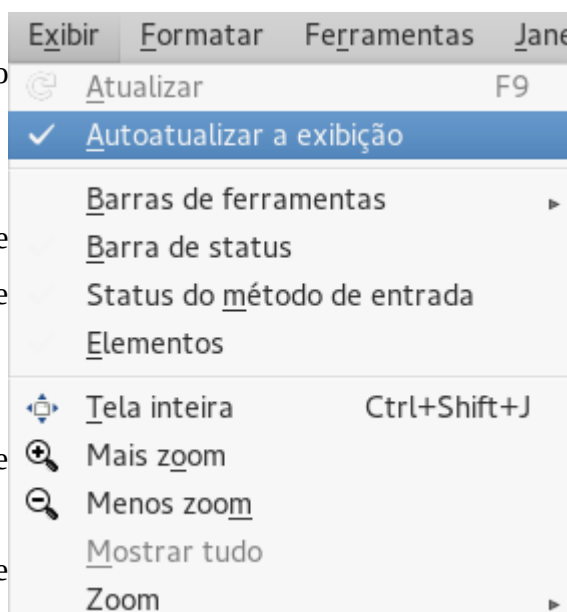 Exibir Formatar Ferramentas Jane
Atualizar F9
Autoatualizar a exibição
Barras de ferramentas
Barra de status
Status do método de entrada
Elementos
Tela inteira Ctrl+Shift+J
Mais zoom
Menos zoom
Mostrar tudo
Zoom